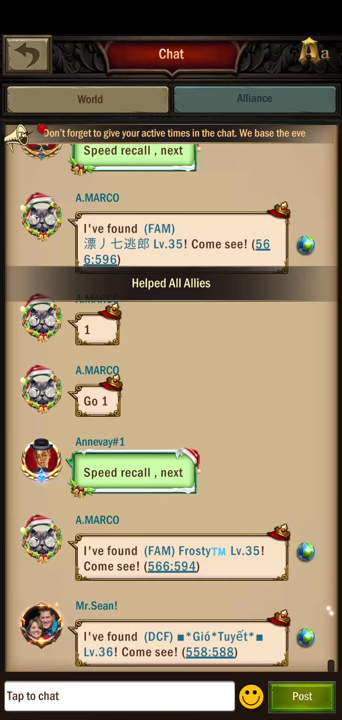 Chat
Aa
World
Alliance
Don't forget to give your active times in the chat. We base the eve
Speed recall , next
A.MARCO
I've found (FAM)
漂丿七逃郎 Lv.35! Come see! (56
6:596)
Helped All Allies
A.MARCO
1
A.MARCO
Go 1
Annevay#1
Speed recall , next
A.MARCO
I've found (FAM) Frosty™️ Lv.35!
Come see! (566:594)
Mr.Sean!
I've found (DCF) ■*Gió*Tuyết*■
Lv.36! Come see! (558:588)
Tap to chat
Post